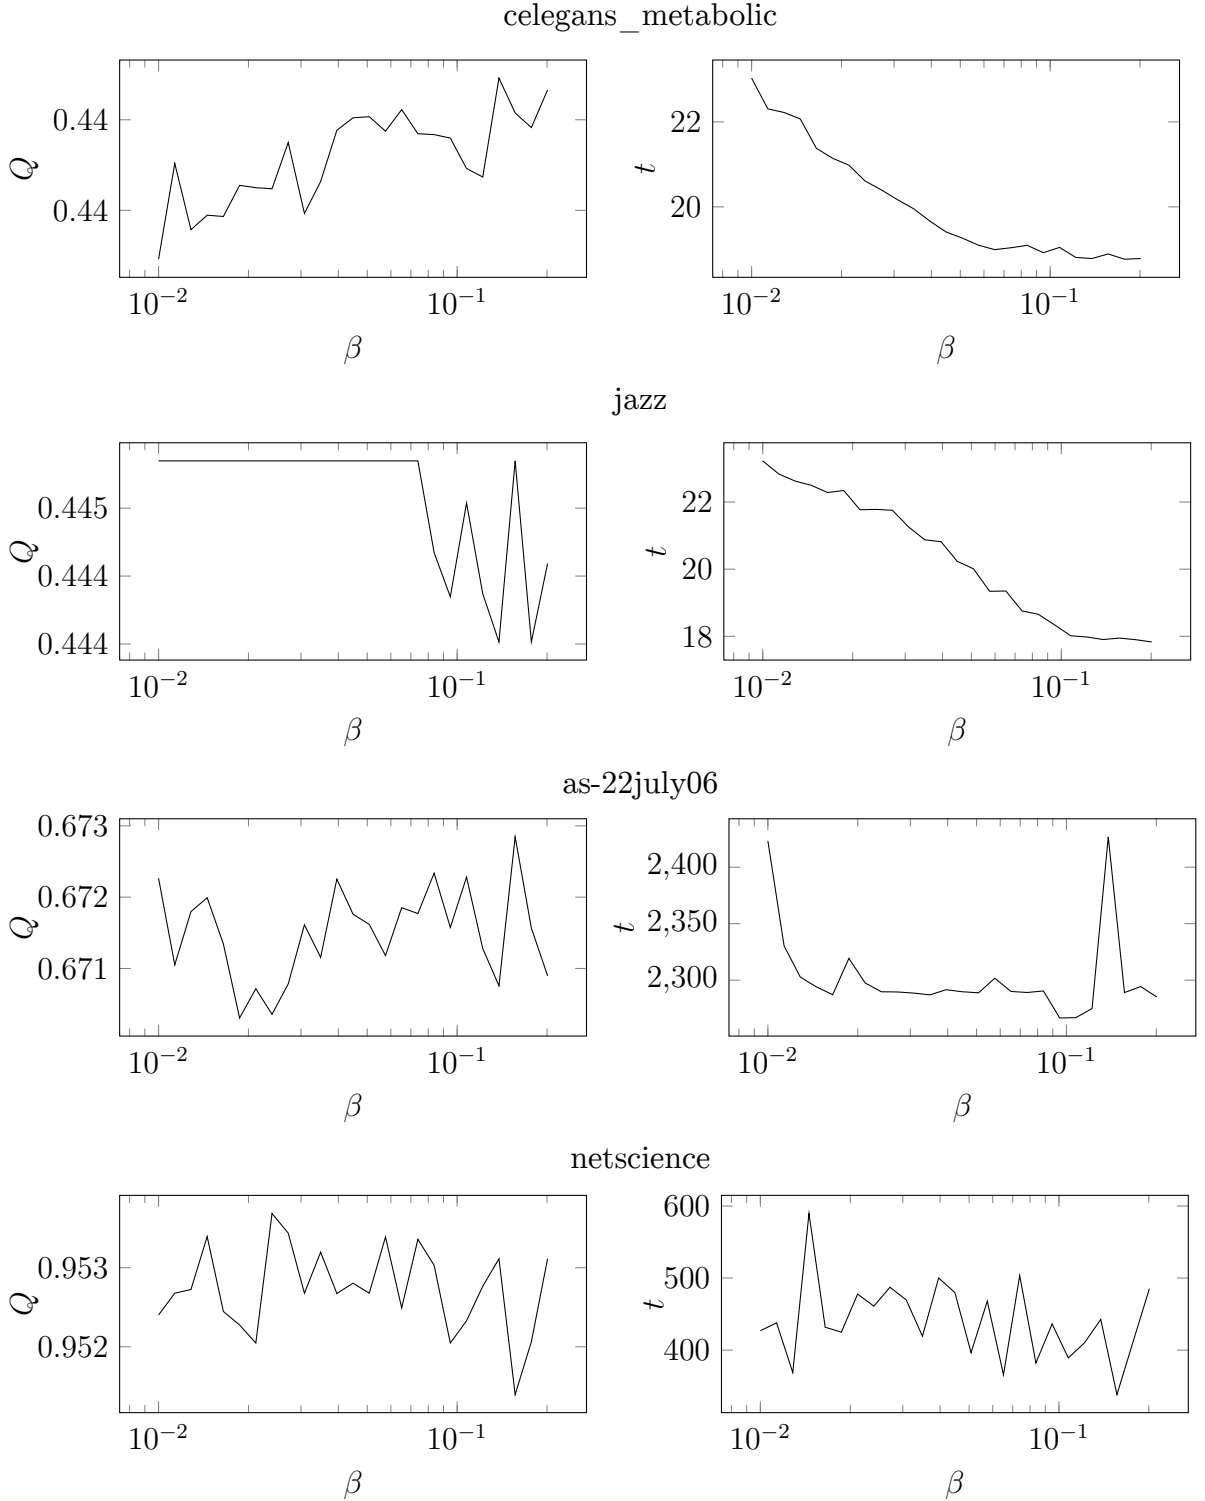 celegans_metabolic
0.44
0.44
Q
10⁻²
10⁻¹
β
22
20
t
10⁻²
10⁻¹
β
jazz
0.445
0.444
0.444
Q
10⁻²
10⁻¹
β
22
20
18
t
10⁻²
10⁻¹
β
as-22july06
0.673
0.672
0.671
Q
10⁻²
10⁻¹
β
2,400
2,350
2,300
t
10⁻²
10⁻¹
β
netscience
0.953
0.952
Q
10⁻²
10⁻¹
β
600
500
400
t
10⁻²
10⁻¹
β